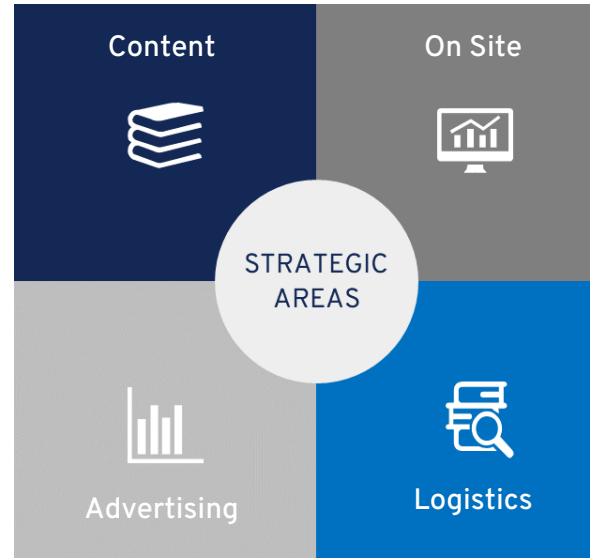 Content
On Site
STRATEGIC
AREAS
Advertising
Logistics